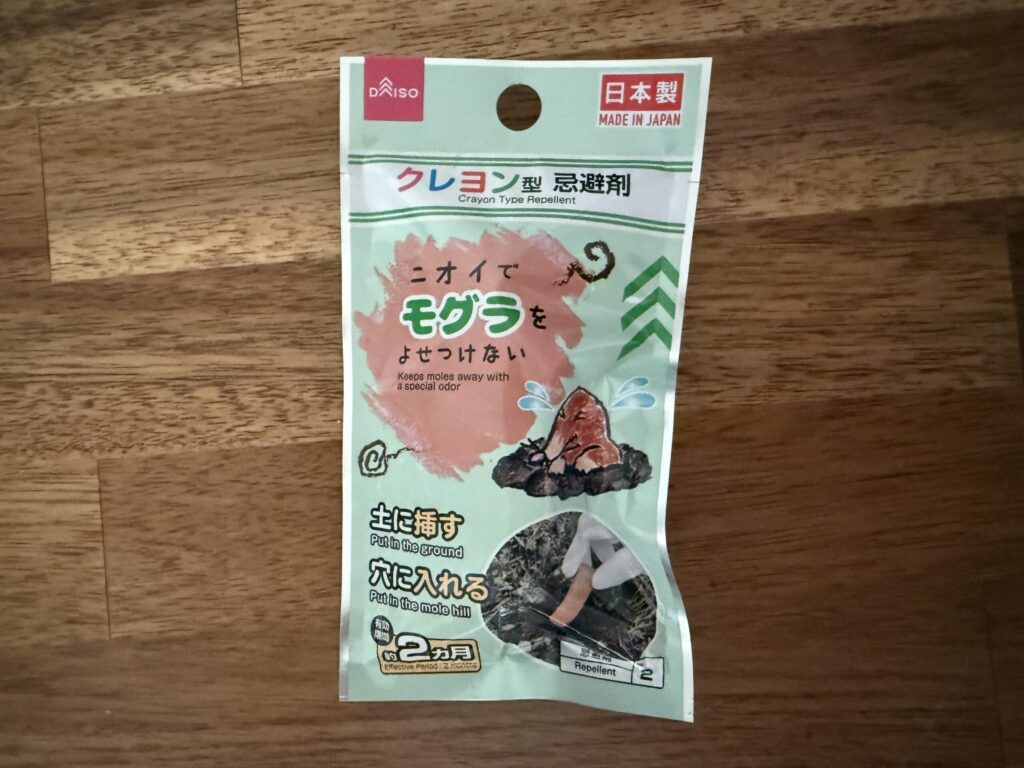 DAISO
日本製
MADE IN JAPAN
クレヨン型 忌避剤
Crayon Type Repellent
ニオイで
モグラを
よせつけない
Keeps moles away with
a special odor
土に挿す
Put in the ground
穴に入れる
Put in the mole hill
有効
期間
約2ヵ月
Effective Period : 2 months
忌避剤
Repellent
2